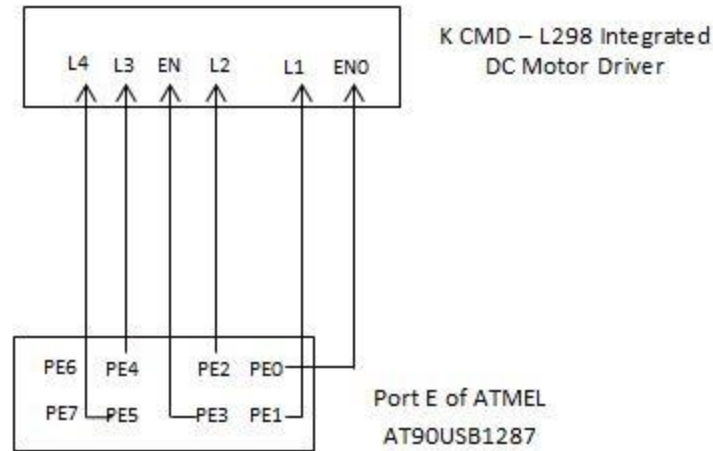 K CMD – L298 Integrated
DC Motor Driver
L4 L3 EN L2 L1 EN0
PE6 PE4 PE2 PE0
PE7 PE5 PE3 PE1
Port E of ATMEL
AT90USB1287